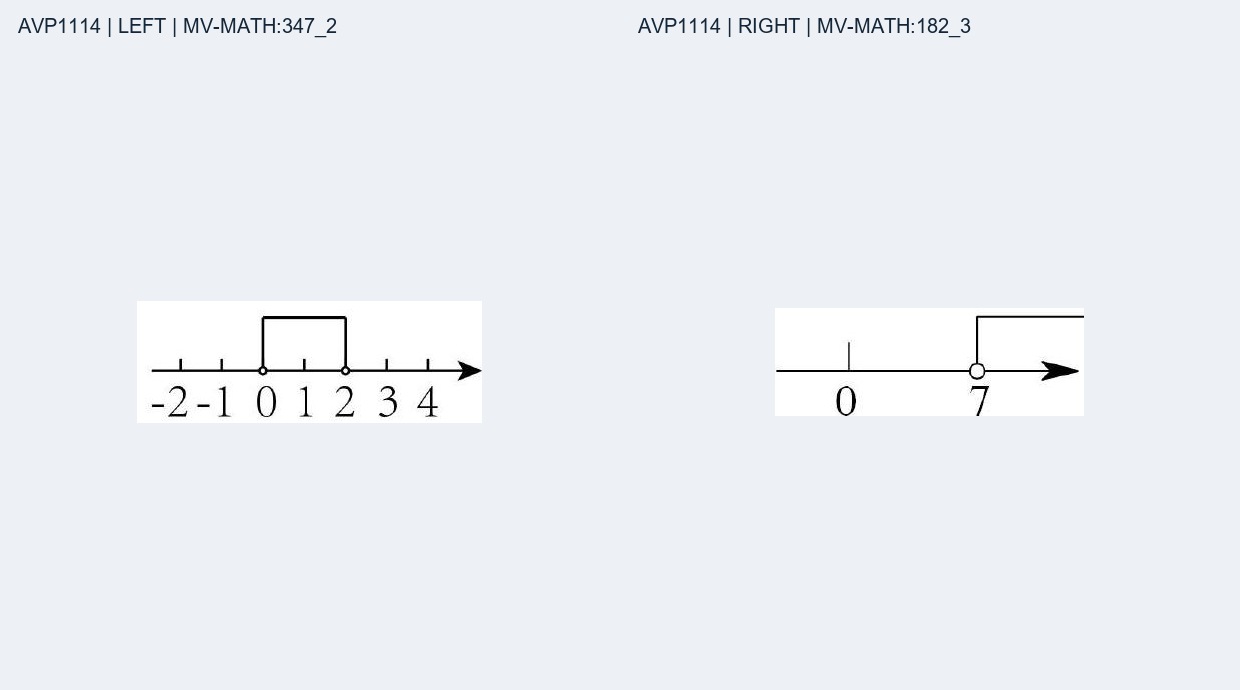 AVP1114 | LEFT | MV-MATH:347_2
AVP1114 | RIGHT | MV-MATH:182_3
-2 -1 0 1 2 3 4
0 7